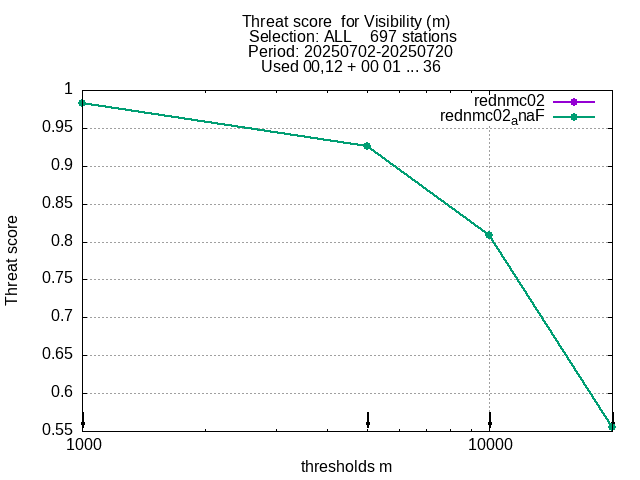 Threat score  for Visibility (m)
Selection: ALL    697 stations
Period: 20250702-20250720
Used 00,12 + 00 01 ... 36
rednmc02
rednmc02anaF
1
0.95
0.9
0.85
0.8
0.75
0.7
0.65
0.6
0.55
Threat score
1000
10000
thresholds m